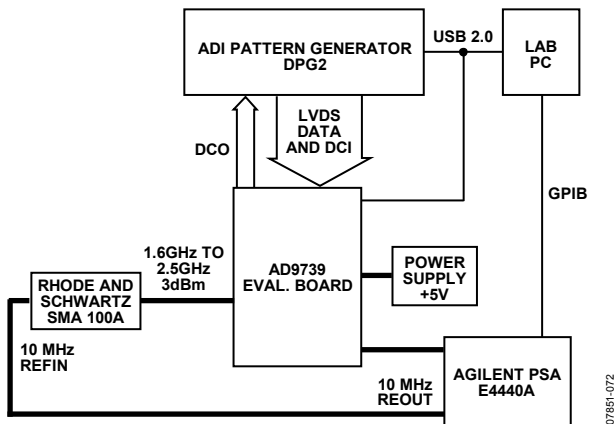 ADI PATTERN GENERATOR
DPG2
USB 2.0
LAB
PC
LVDS
DATA
AND DCI
DCO
GPIB
AD9739
EVAL. BOARD
1.6GHz TO
2.5GHz
3dBm
POWER
SUPPLY
+5V
RHODE AND
SCHWARTZ
SMA 100A
10 MHz
REFIN
10 MHz
REOUT
AGILENT PSA
E4440A
07851-072